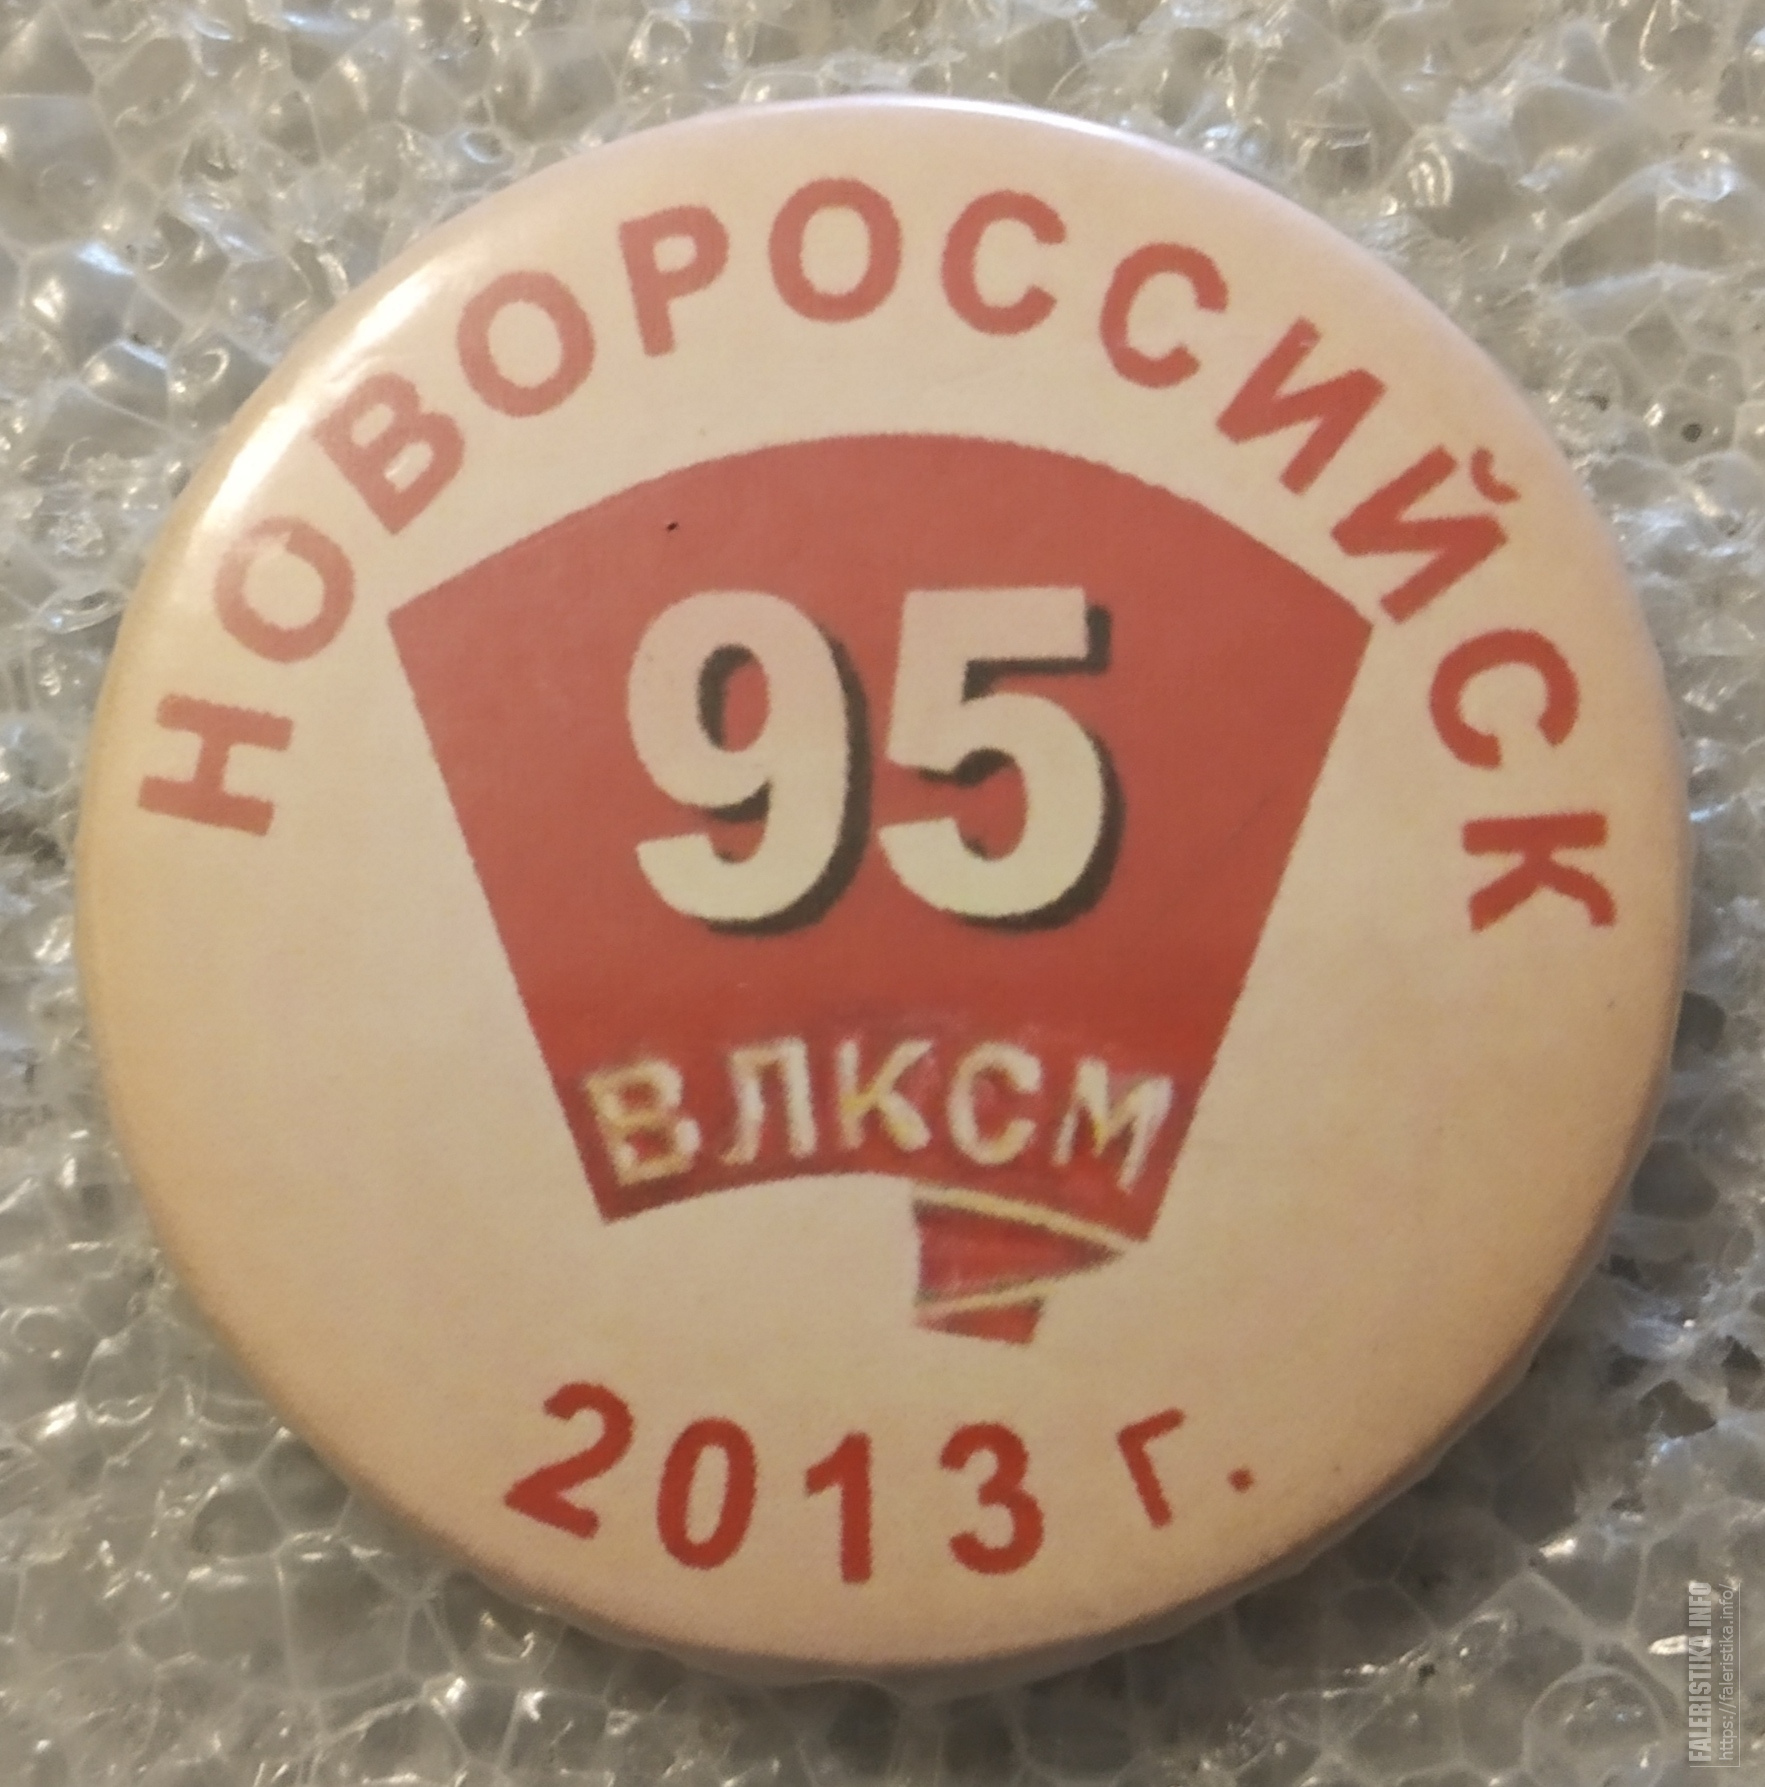 НОВОРОССИЙСК
95
ВЛКСМ
2013 г.
FALERISTIKA.INFO
https://faleristika.info/